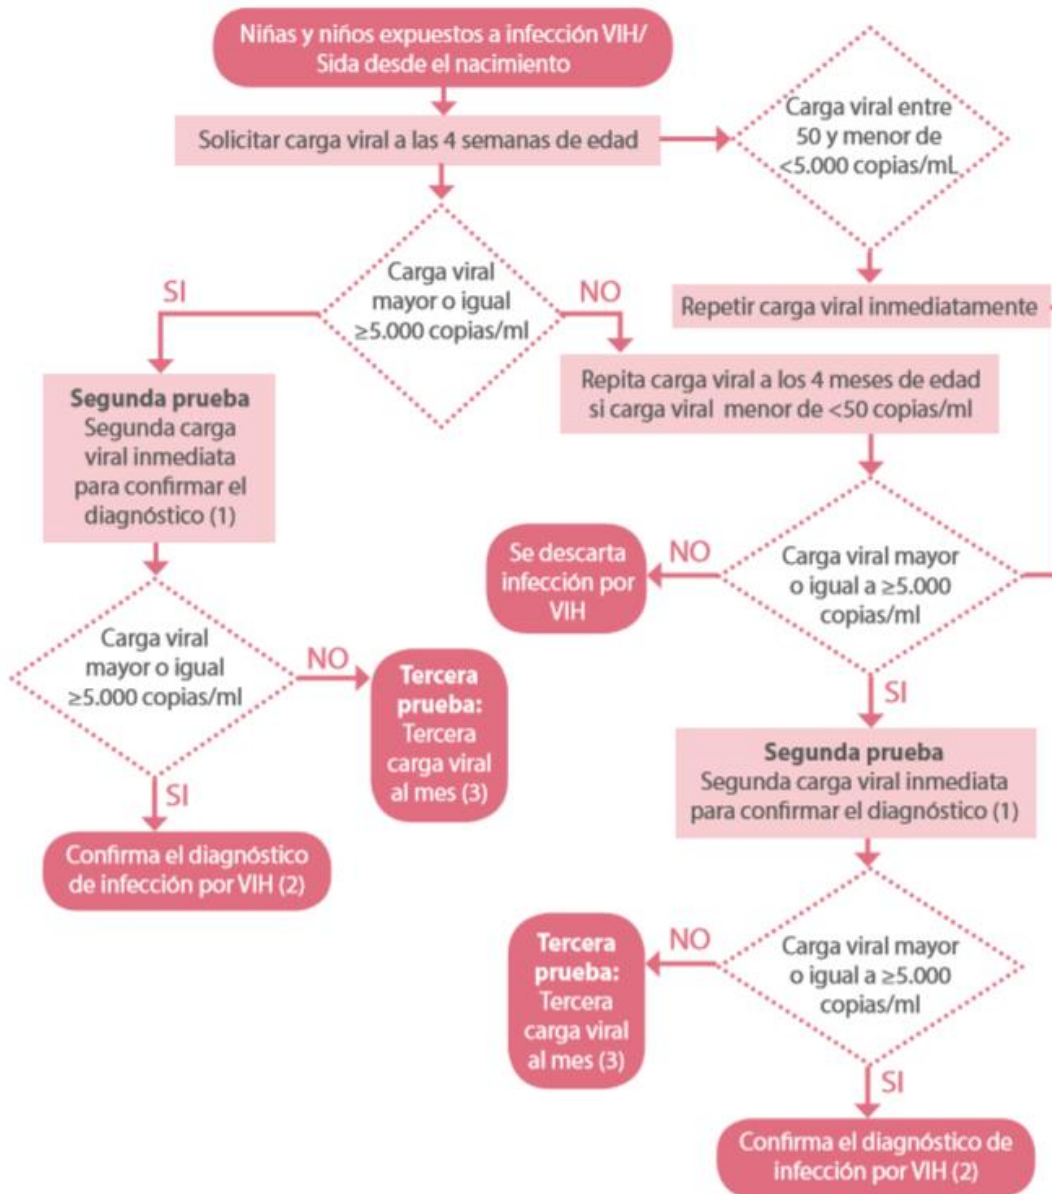 Niñas y niños expuestos a infección VIH/
Sida desde el nacimiento
Solicitar carga viral a las 4 semanas de edad
Carga viral entre
50 y menor de
<5.000 copias/mL
Carga viral
mayor o igual
≥5.000 copias/ml
SI
NO
Repetir carga viral inmediatamente
Segunda prueba
Segunda carga
viral inmediata
para confirmar el
diagnóstico (1)
Repita carga viral a los 4 meses de edad
si carga viral menor de <50 copias/ml
Carga viral mayor
o igual a ≥5.000
copias/ml
NO
Se descarta
infección por
VIH
SI
Carga viral
mayor o igual
≥5.000 copias/ml
NO
Tercera
prueba:
Tercera
carga viral
al mes (3)
SI
Confirma el diagnóstico
de infección por VIH (2)
Segunda prueba
Segunda carga viral inmediata
para confirmar el diagnóstico (1)
Carga viral mayor
o igual a ≥5.000
copias/ml
NO
Tercera
prueba:
Tercera
carga viral
al mes (3)
SI
Confirma el diagnóstico de
infección por VIH (2)